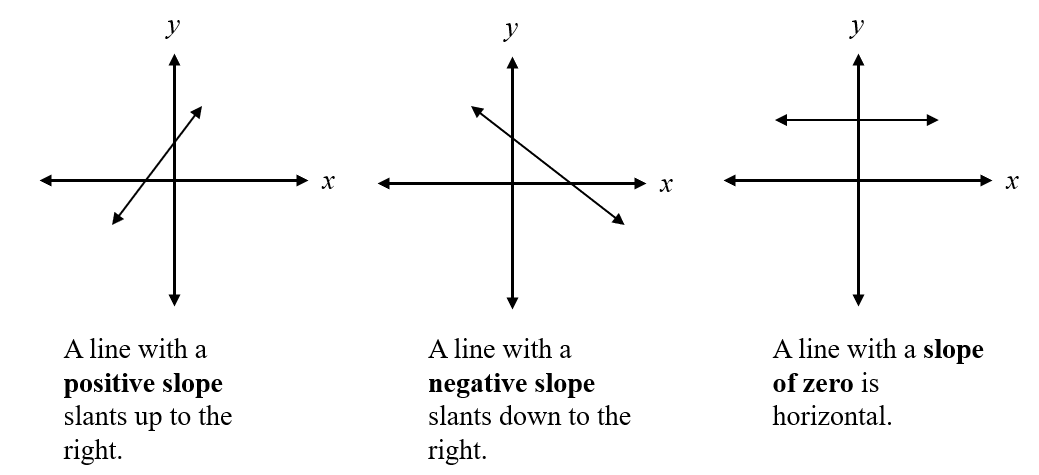 y
x
A line with a
positive slope
slants up to the
right.
y
x
A line with a
negative slope
slants down to the
right.
y
x
A line with a slope
of zero is
horizontal.